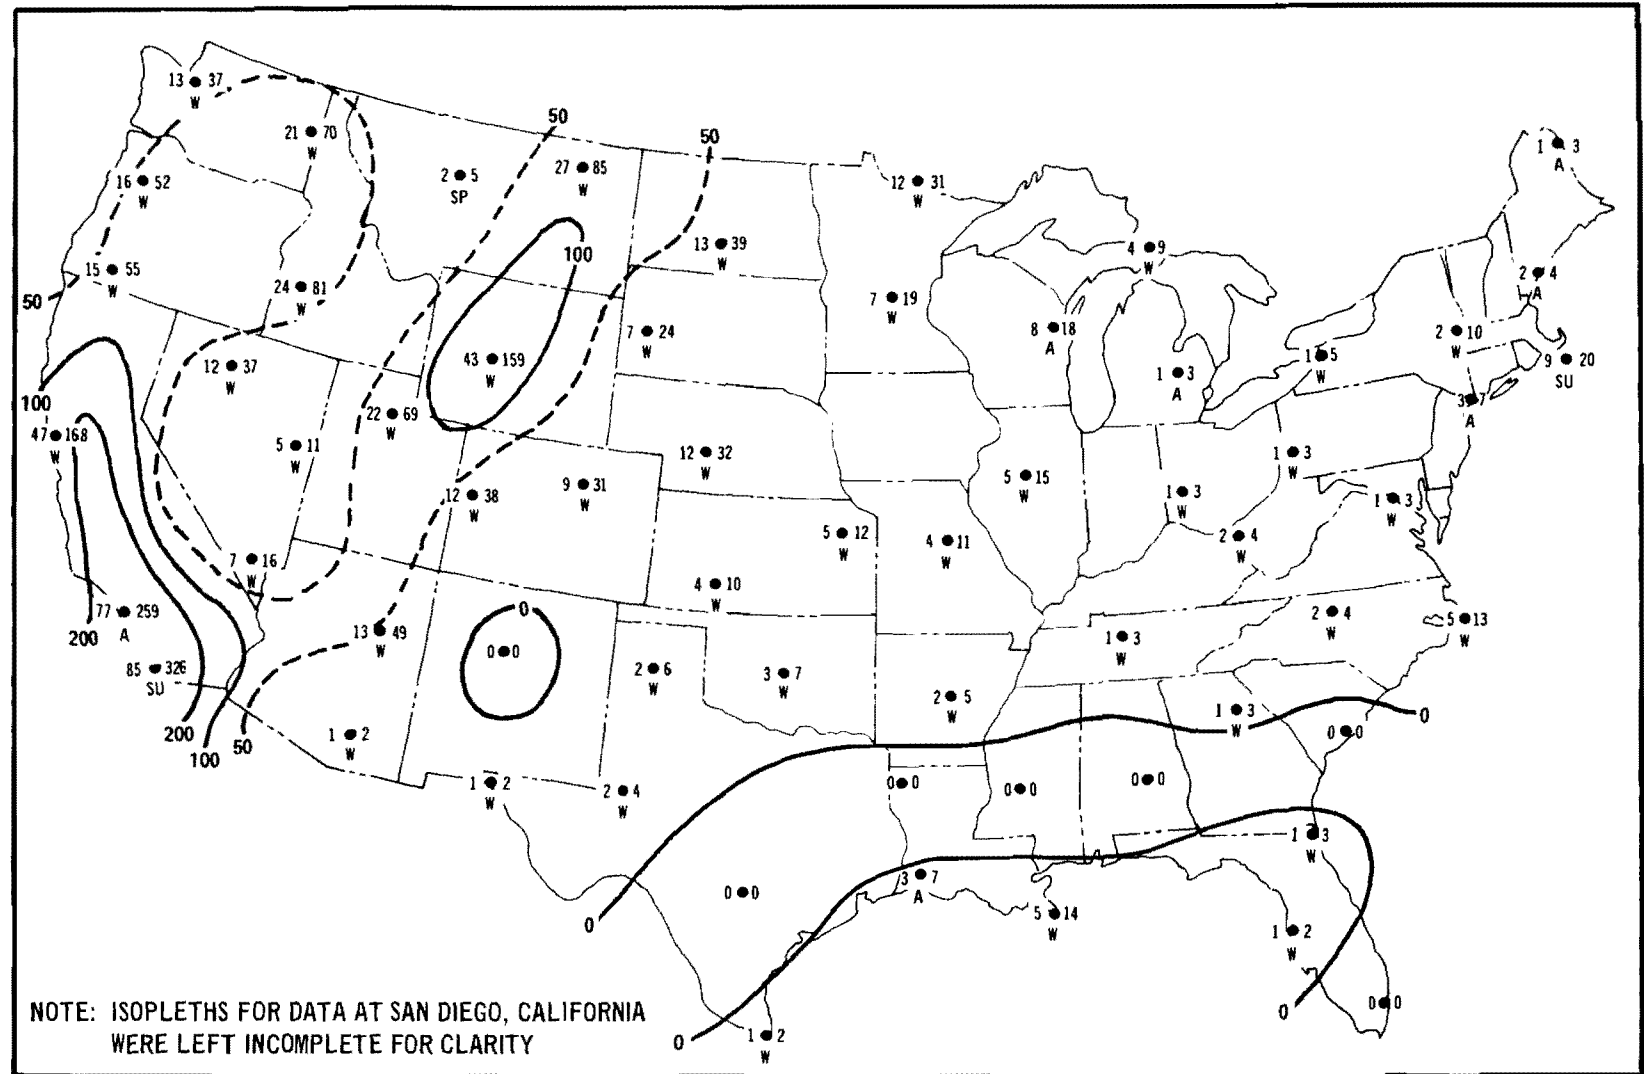 13 37
W
50
50
21 70
W
27 85
W
1 3
A
2 5
SP
16 52
W
12 31
W
13 39
W
4 9
W
100
15 55
W
50
24 81
W
2 4
A
7 19
W
7 24
W
8 18
A
2 10
W
1 5
W
9 20
SU
12 37
W
43 159
W
1 3
A
100
22 69
W
3 7
A
47 168
W
5 11
W
12 32
W
1 3
W
5 15
W
9 31
W
12 38
W
1 3
W
1 3
W
5 12
W
4 11
W
2 4
W
7 16
W
4 10
W
77 259
A
200
0
2 4
W
5 13
W
13 49
W
1 3
W
0 0
85 326
SU
2 6
W
3 7
W
2 5
W
1 3
W
0
200
100
50
1 2
W
0 0
1 2
W
2 4
W
0 0
0 0
0 0
1 3
W
3 7
A
0 0
5 14
W
0
1 2
W
0 0
0
NOTE: ISOPLETHS FOR DATA AT SAN DIEGO, CALIFORNIA
WERE LEFT INCOMPLETE FOR CLARITY
0
1 2
W